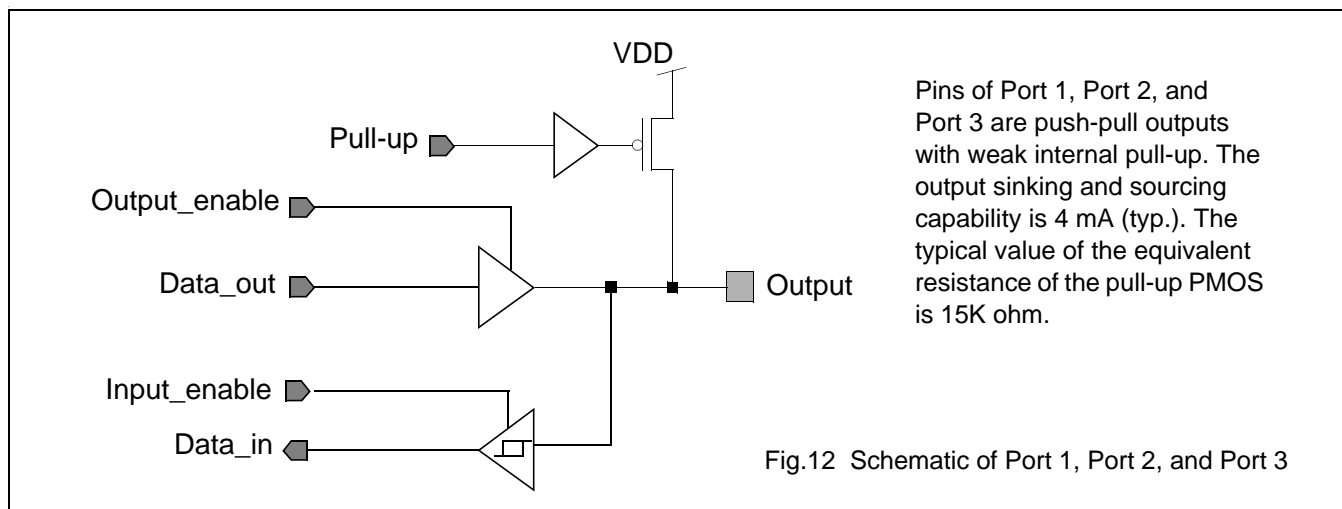 VDD
Pull-up
Output_enable
Data_out
Output
Input_enable
Data_in
Pins of Port 1, Port 2, and
Port 3 are push-pull outputs
with weak internal pull-up. The
output sinking and sourcing
capability is 4 mA (typ.). The
typical value of the equivalent
resistance of the pull-up PMOS
is 15K ohm.
Fig.12 Schematic of Port 1, Port 2, and Port 3